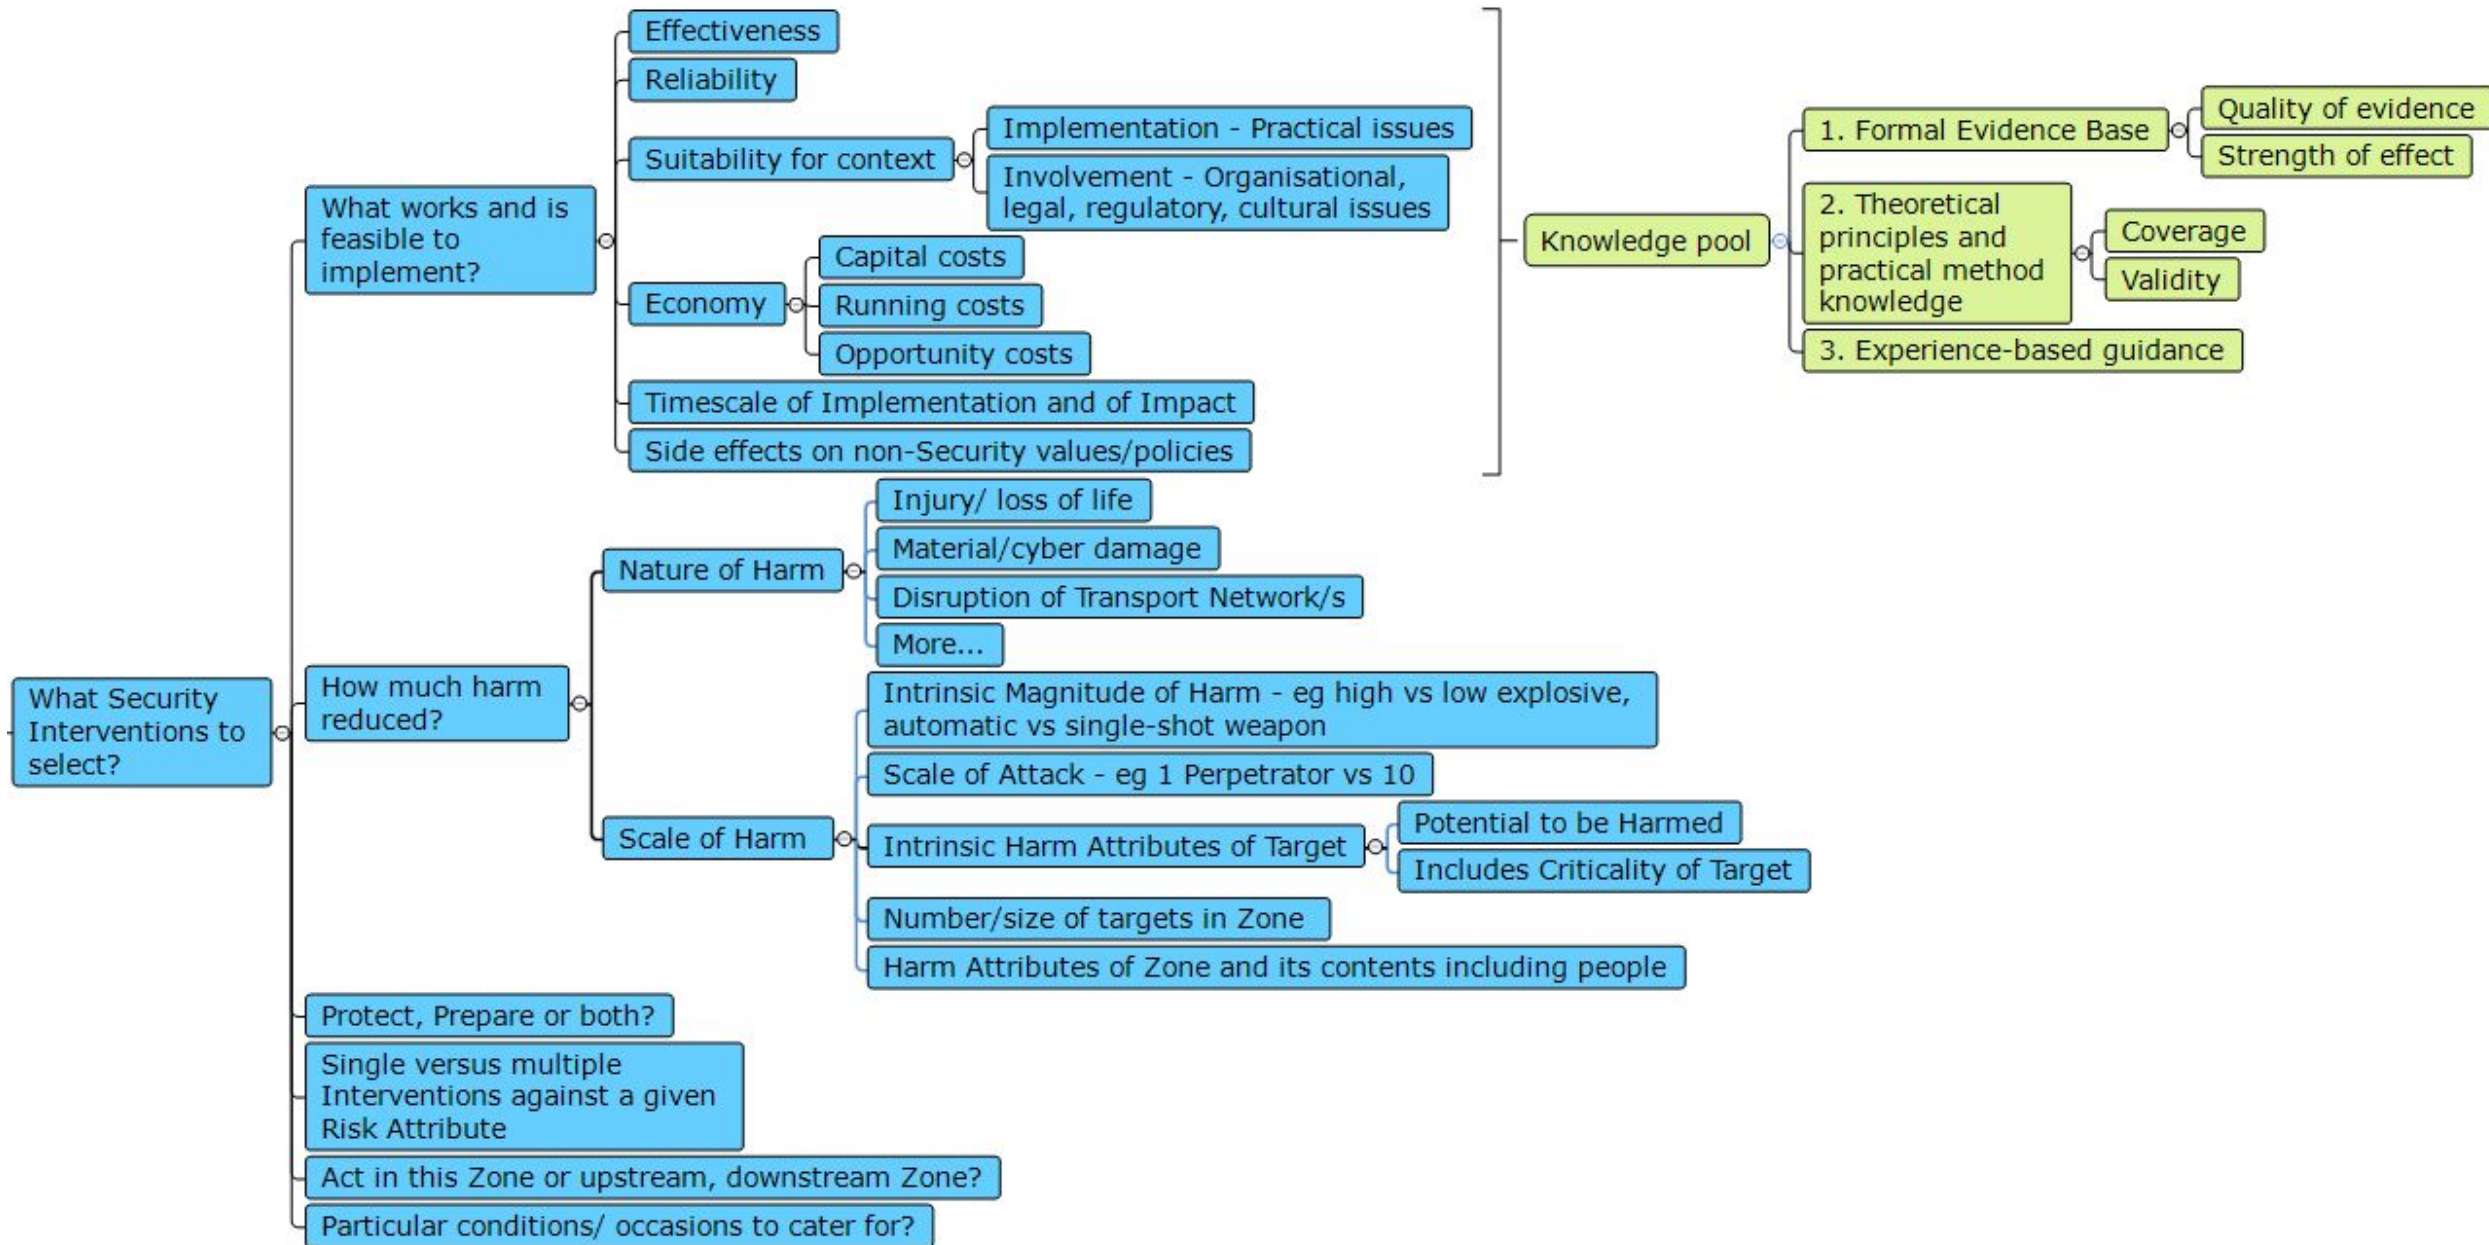 What Security
Interventions to
select?
What works and is
feasible to
implement?
Effectiveness
Reliability
Suitability for context
Implementation - Practical issues
Involvement - Organisational,
legal, regulatory, cultural issues
Economy
Capital costs
Running costs
Opportunity costs
Timescale of Implementation and of Impact
Side effects on non-Security values/policies
Knowledge pool
1. Formal Evidence Base
Quality of evidence
Strength of effect
2. Theoretical
principles and
practical method
knowledge
Coverage
Validity
3. Experience-based guidance
How much harm
reduced?
Nature of Harm
Injury/ loss of life
Material/cyber damage
Disruption of Transport Network/s
More...
Scale of Harm
Intrinsic Magnitude of Harm - eg high vs low explosive,
automatic vs single-shot weapon
Scale of Attack - eg 1 Perpetrator vs 10
Intrinsic Harm Attributes of Target
Potential to be Harmed
Includes Criticality of Target
Number/size of targets in Zone
Harm Attributes of Zone and its contents including people
Protect, Prepare or both?
Single versus multiple
Interventions against a given
Risk Attribute
Act in this Zone or upstream, downstream Zone?
Particular conditions/ occasions to cater for?